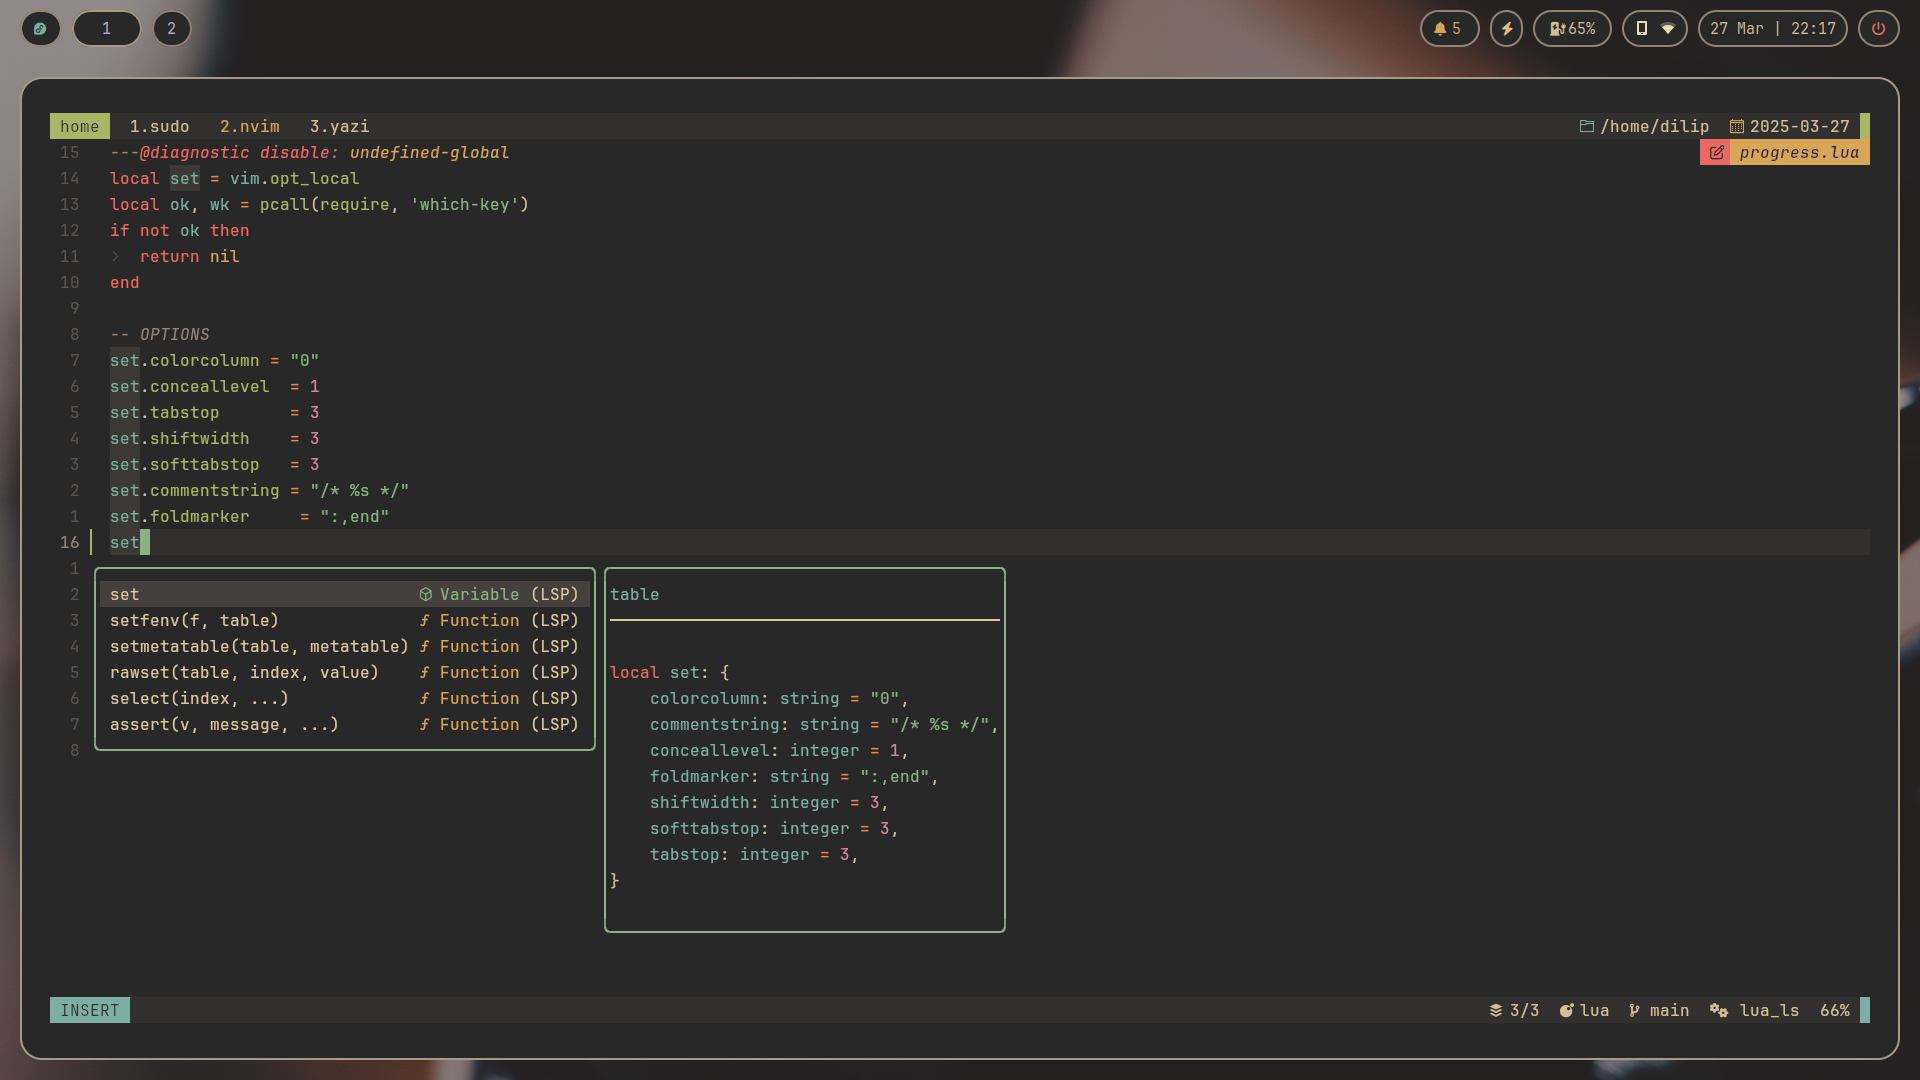 1 2 5 65% 27 Mar | 22:17
home 1.sudo 2.nvim 3.yazi /home/dilip 2025-03-27
15 ---@diagnostic disable: undefined-global progress.lua
14 local set = vim.opt_local
13 local ok, wk = pcall(require, 'which-key')
12 if not ok then
11 return nil
10 end
9
8 -- OPTIONS
7 set.colorcolumn = "0"
6 set.conceallevel  = 1
5 set.tabstop       = 3
4 set.shiftwidth    = 3
3 set.softtabstop   = 3
2 set.commentstring = "/* %s */"
1 set.foldmarker     = ":,end"
16 set
1
2 set Variable (LSP) table
3 setfenv(f, table) Function (LSP)
4 setmetatable(table, metatable) Function (LSP)
5 rawset(table, index, value) Function (LSP) local set: {
6 select(index, ...) Function (LSP) colorcolumn: string = "0",
7 assert(v, message, ...) Function (LSP) commentstring: string = "/* %s */",
8 conceallevel: integer = 1,
foldmarker: string = ":,end",
shiftwidth: integer = 3,
softtabstop: integer = 3,
tabstop: integer = 3,
}
INSERT 3/3 lua main lua_ls 66%